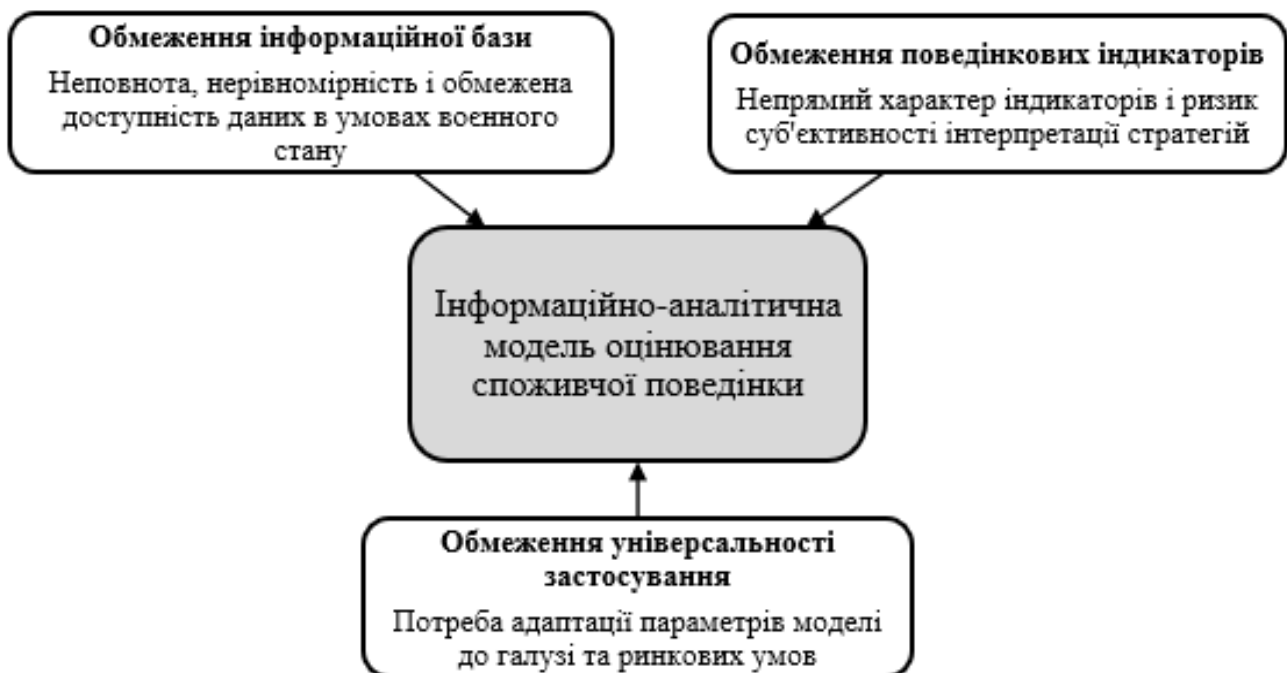 Обмеження інформаційної бази
Неповнота, нерівномірність і обмежена
доступність даних в умовах воєнного
стану
Обмеження поведінкових індикаторів
Непрямий характер індикаторів і ризик
суб'єктивності інтерпретації стратегій
Інформаційно-аналітична
модель оцінювання
споживчої поведінки
Обмеження універсальності
застосування
Потреба адаптації параметрів моделі
до галузі та ринкових умов